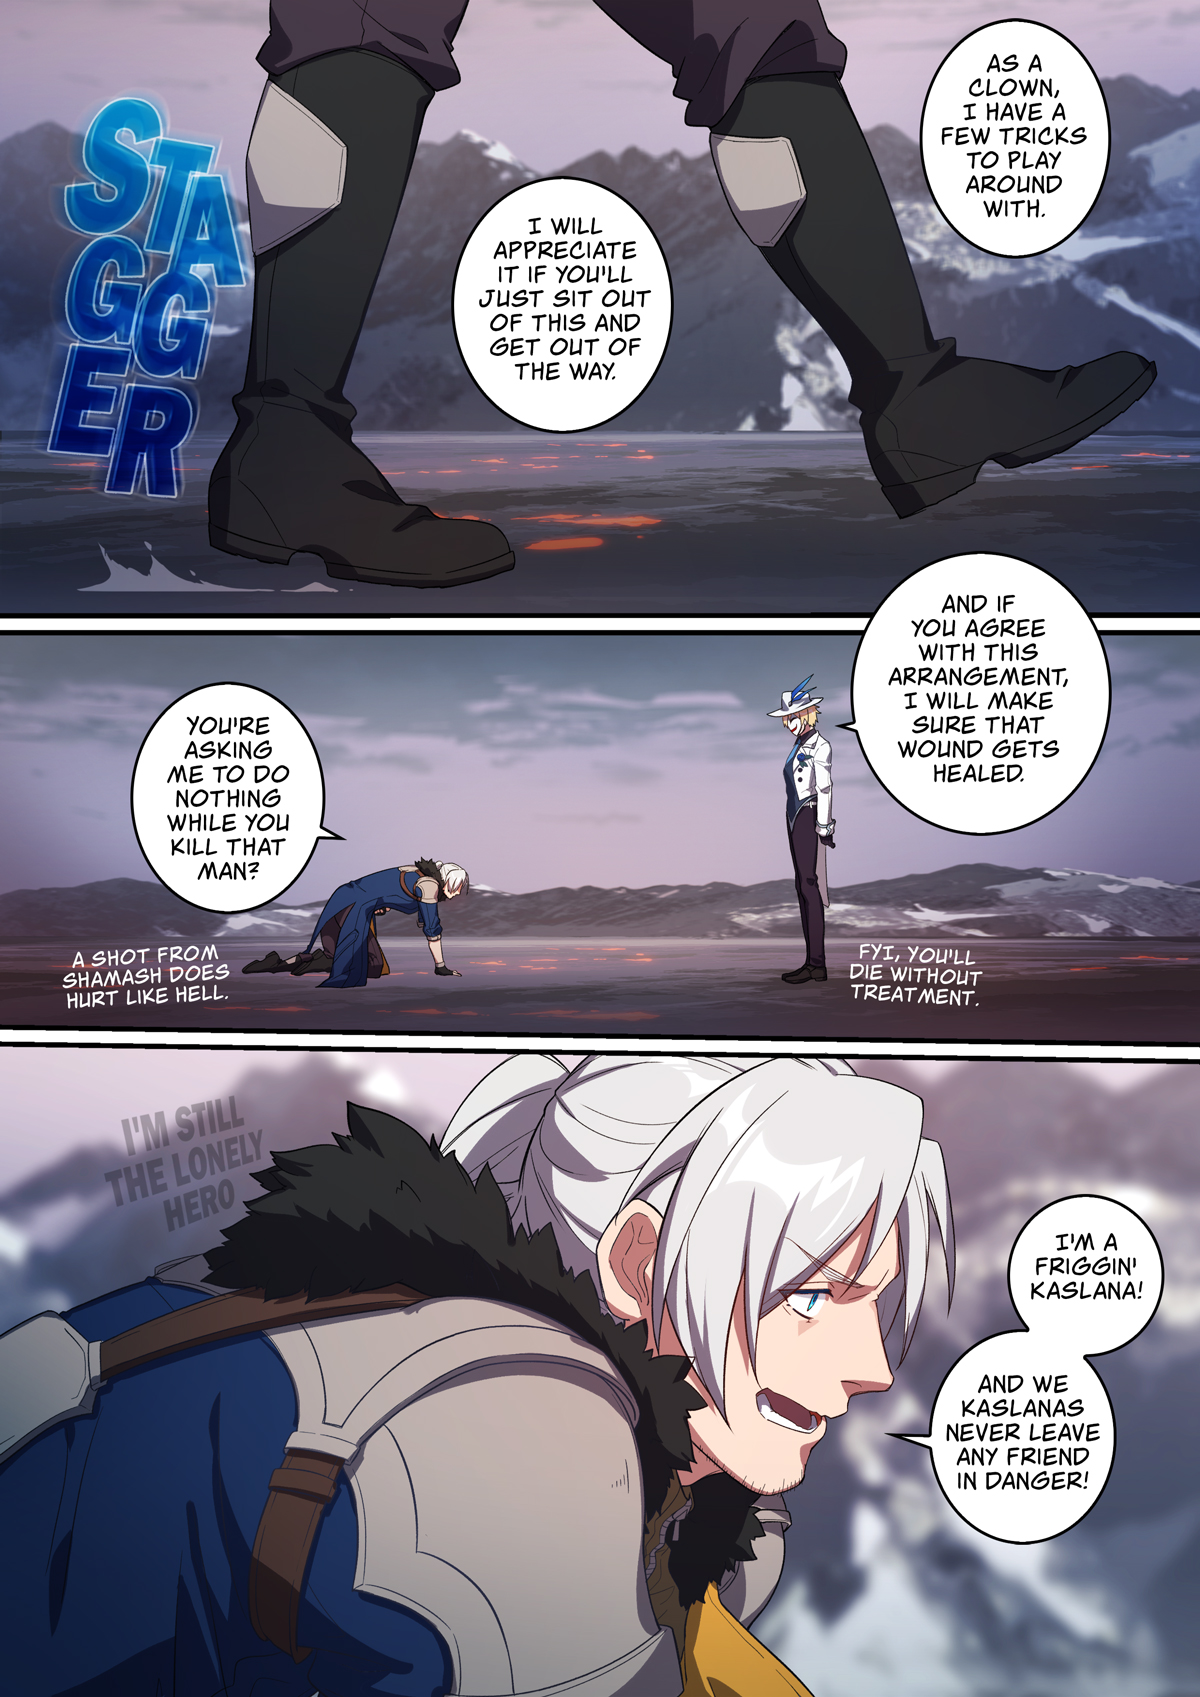 AS A
CLOWN,
I HAVE A
FEW TRICKS
TO PLAY
AROUND
WITH.
I WILL
APPRECIATE
IT IF YOU'LL
JUST SIT OUT
OF THIS AND
GET OUT OF
THE WAY.
STA
GG
ER
AND IF
YOU AGREE
WITH THIS
ARRANGEMENT,
I WILL MAKE
SURE THAT
WOUND GETS
HEALED.
YOU'RE
ASKING
ME TO DO
NOTHING
WHILE YOU
KILL THAT
MAN?
A SHOT FROM
SHAMASH DOES
HURT LIKE HELL.
FYI, YOU'LL
DIE WITHOUT
TREATMENT.
I'M STILL
THE LONELY
HERO
I'M A
FRIGGIN'
KASLANA!
AND WE
KASLANAS
NEVER LEAVE
ANY FRIEND
IN DANGER!